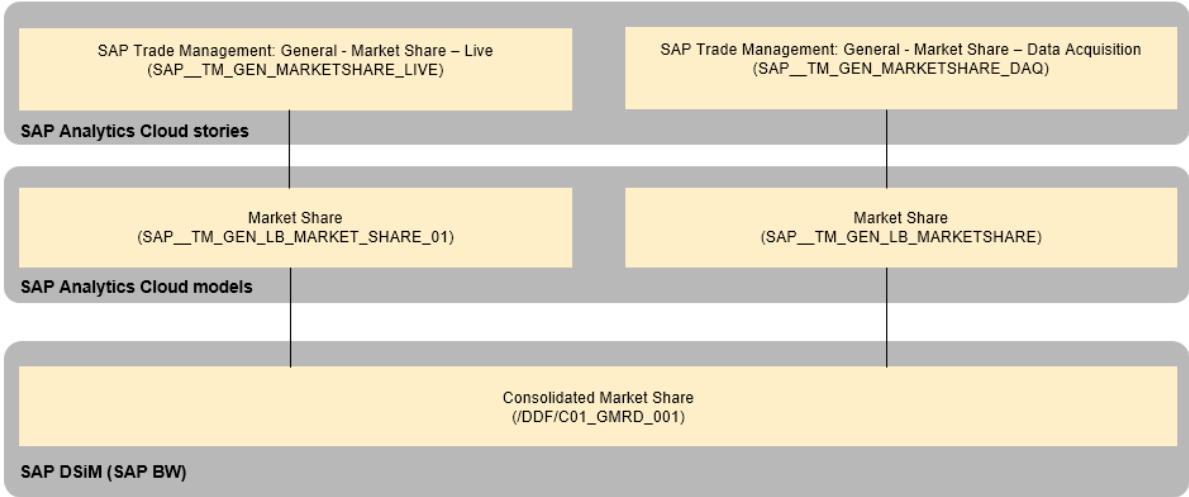 SAP Trade Management: General - Market Share – Live
(SAP__TM_GEN_MARKETSHARE_LIVE)
SAP Trade Management: General - Market Share – Data Acquisition
(SAP__TM_GEN_MARKETSHARE_DAQ)
SAP Analytics Cloud stories
Market Share
(SAP__TM_GEN_LB_MARKET_SHARE_01)
Market Share
(SAP__TM_GEN_LB_MARKETSHARE)
SAP Analytics Cloud models
Consolidated Market Share
(/DDF/C01_GMRD_001)
SAP DSiM (SAP BW)